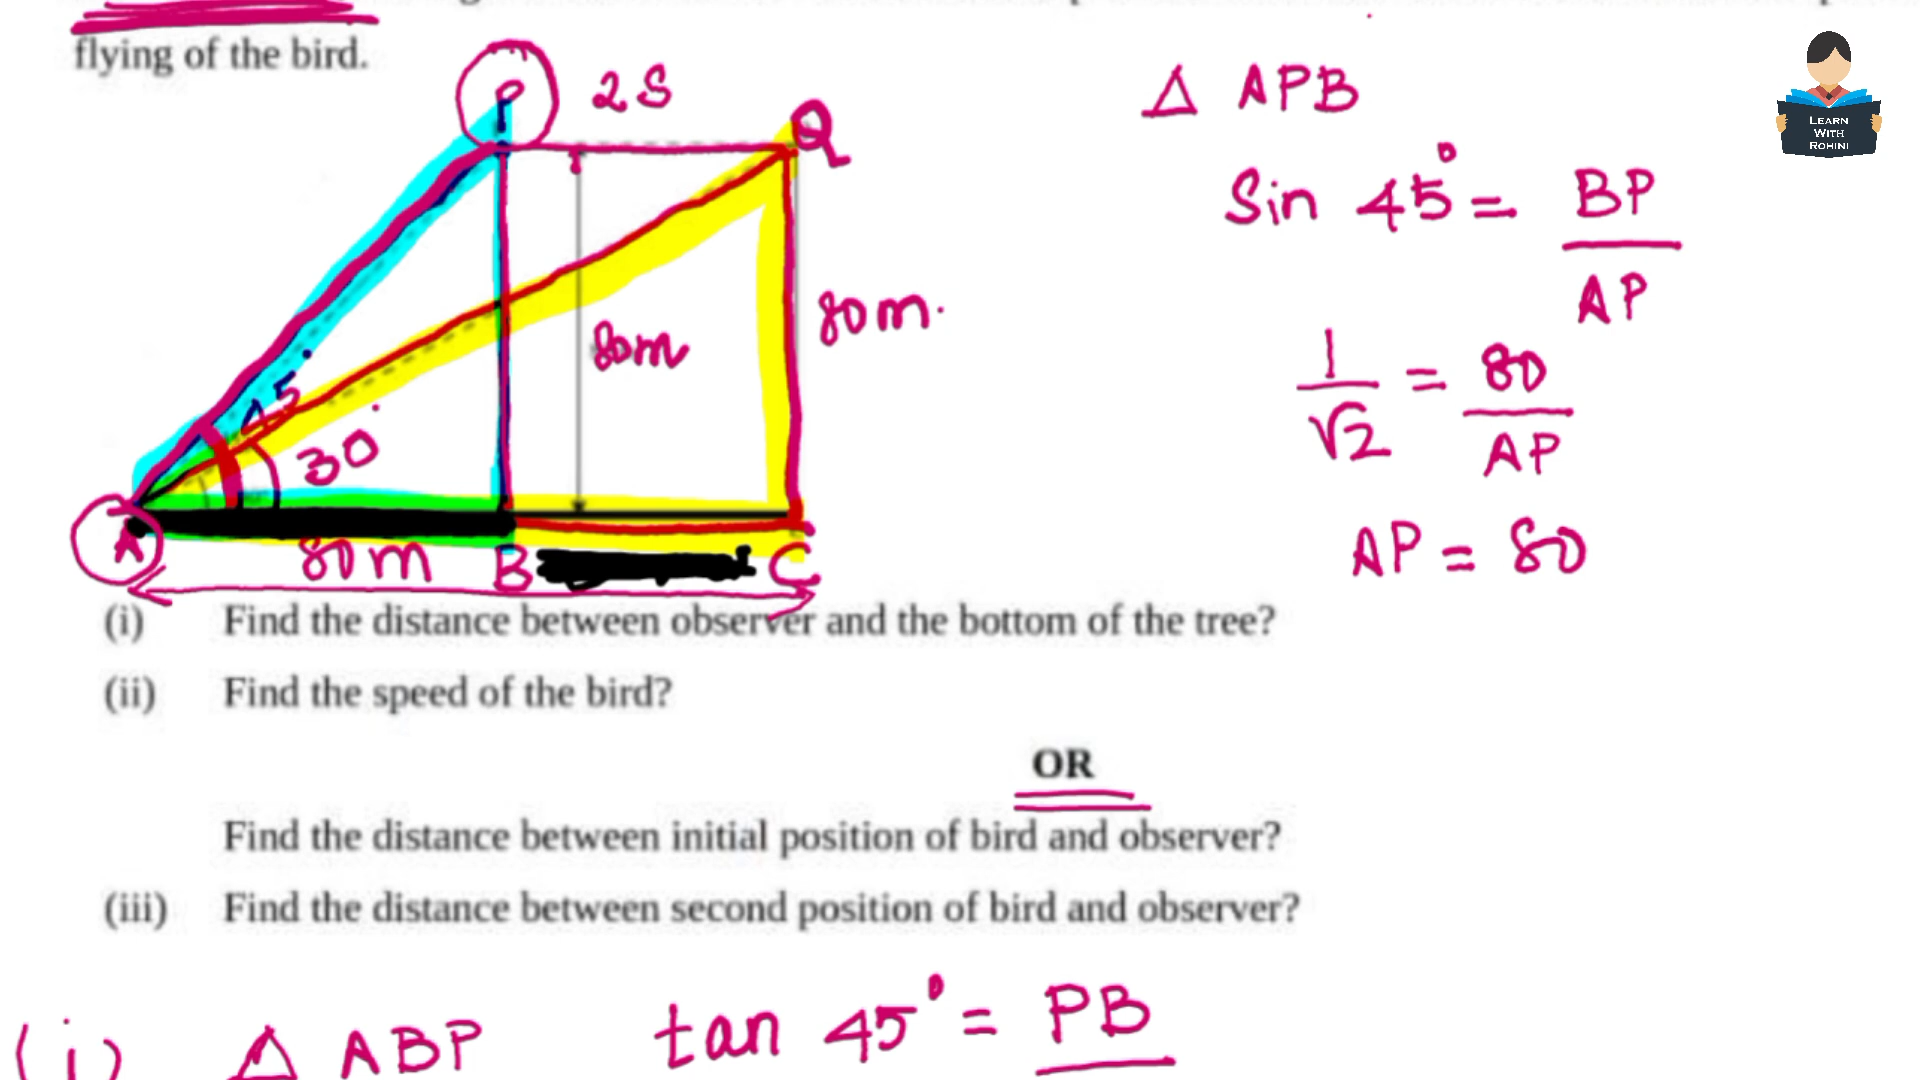 flying of the bird.
P 2S Q
80m
80m.
45°
30
A 80m B C
(i) Find the distance between observer and the bottom of the tree?
(ii) Find the speed of the bird?
OR
Find the distance between initial position of bird and observer?
(iii) Find the distance between second position of bird and observer?
(i) Δ ABP tan 45° = PB
Δ APB
Sin 45° = BP
AP
1 = 80
√2 AP
AP = 80
LEARN
WITH
ROHINI